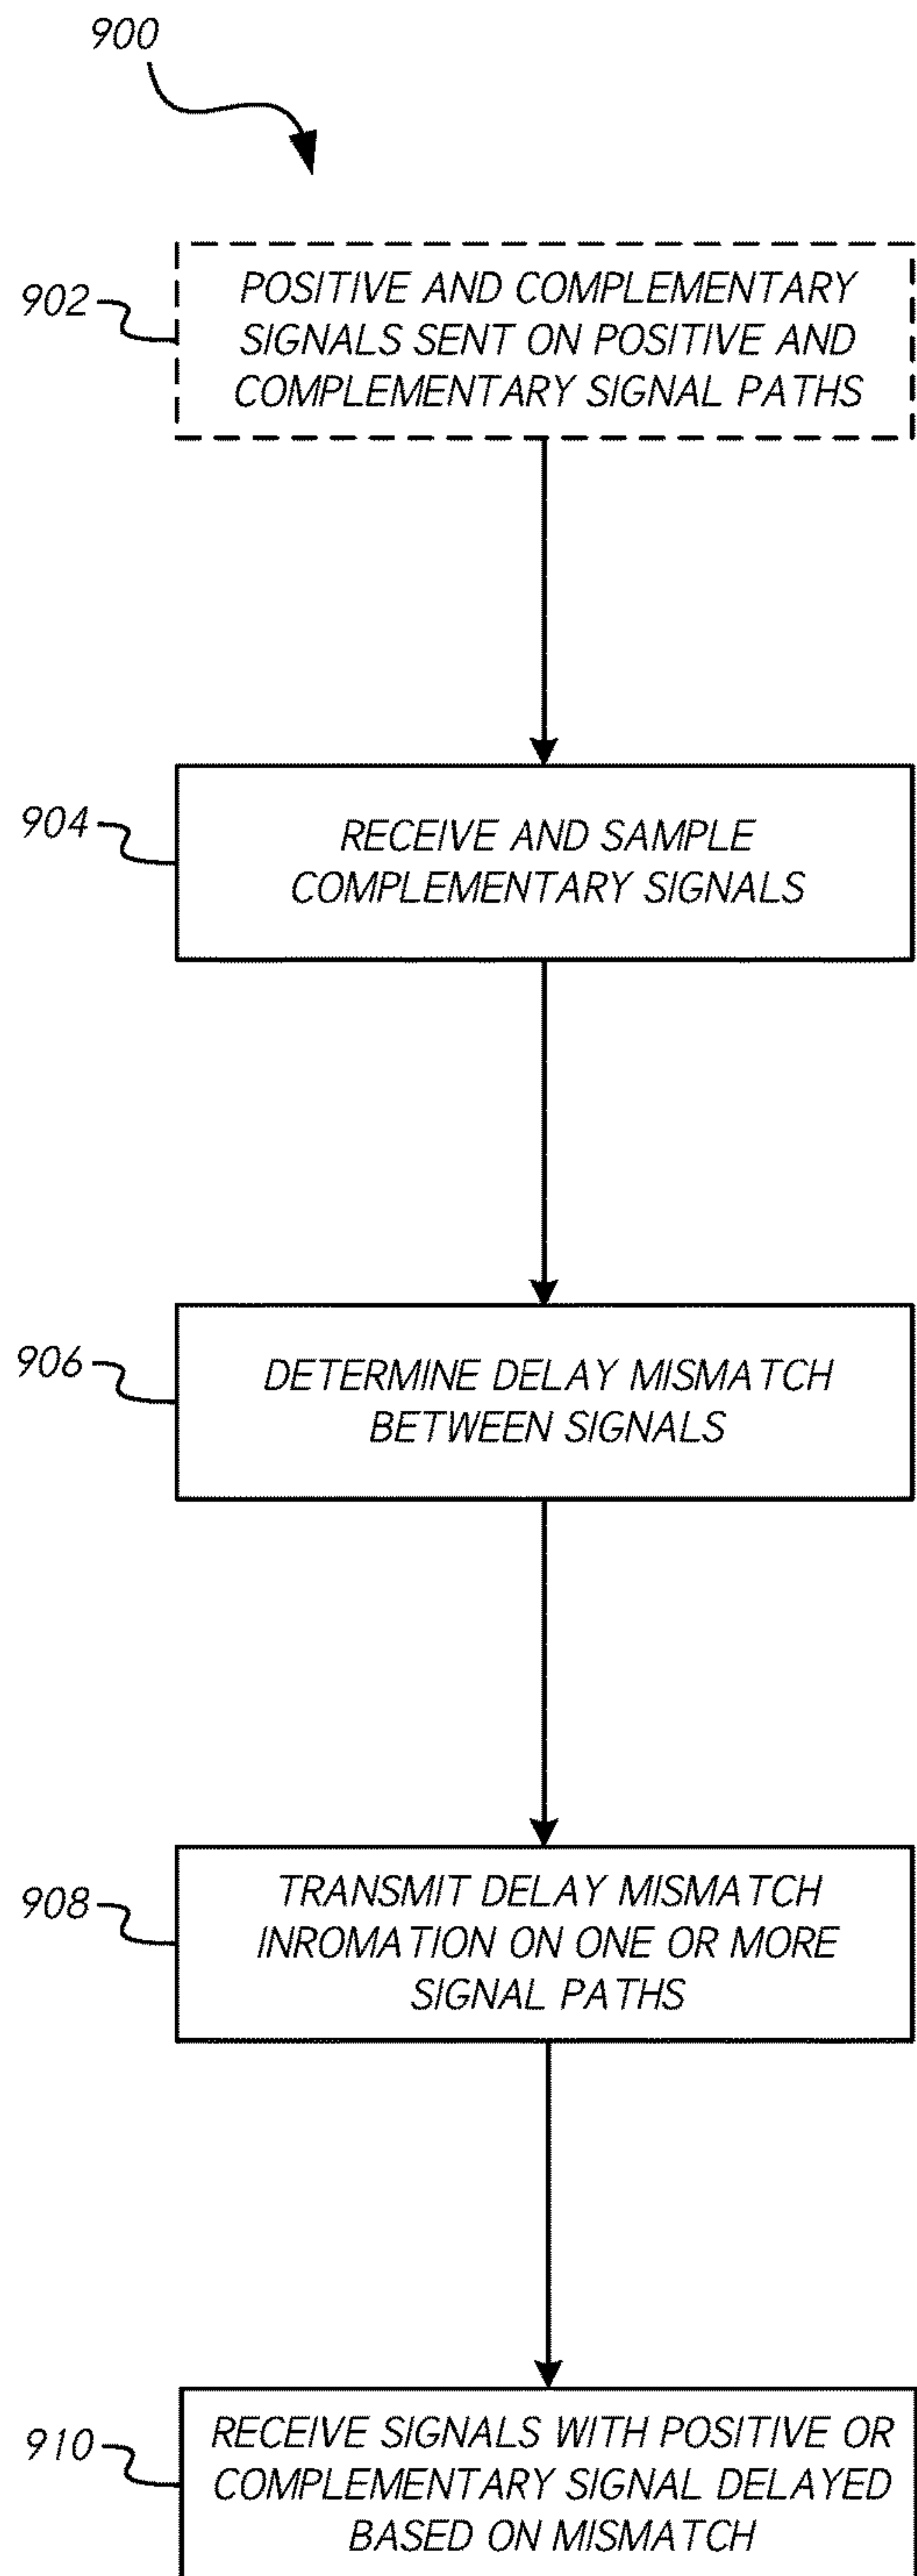 900
902
POSITIVE AND COMPLEMENTARY
SIGNALS SENT ON POSITIVE AND
COMPLEMENTARY SIGNAL PATHS
904
RECEIVE AND SAMPLE
COMPLEMENTARY SIGNALS
906
DETERMINE DELAY MISMATCH
BETWEEN SIGNALS
908
TRANSMIT DELAY MISMATCH
INROMATION ON ONE OR MORE
SIGNAL PATHS
910
RECEIVE SIGNALS WITH POSITIVE OR
COMPLEMENTARY SIGNAL DELAYED
BASED ON MISMATCH